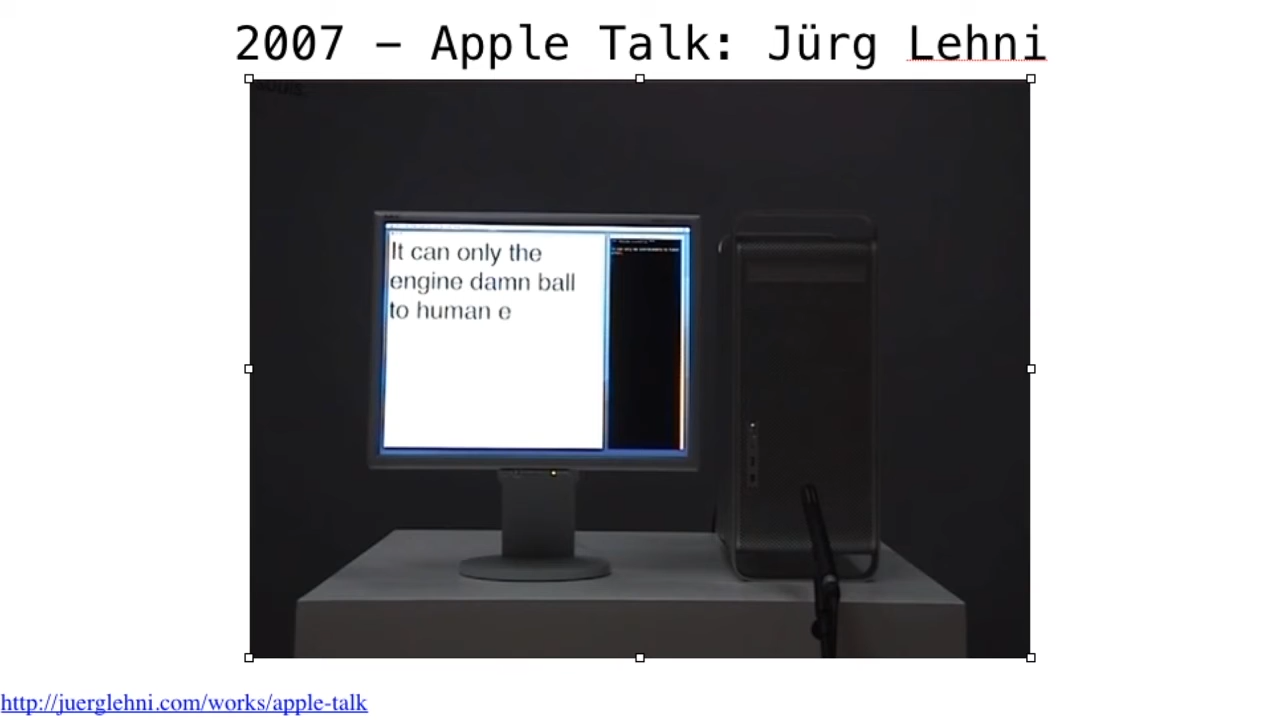 2007 – Apple Talk: Jürg Lehni
It can only the
engine damn ball
to human e
http://juerglehni.com/works/apple-talk